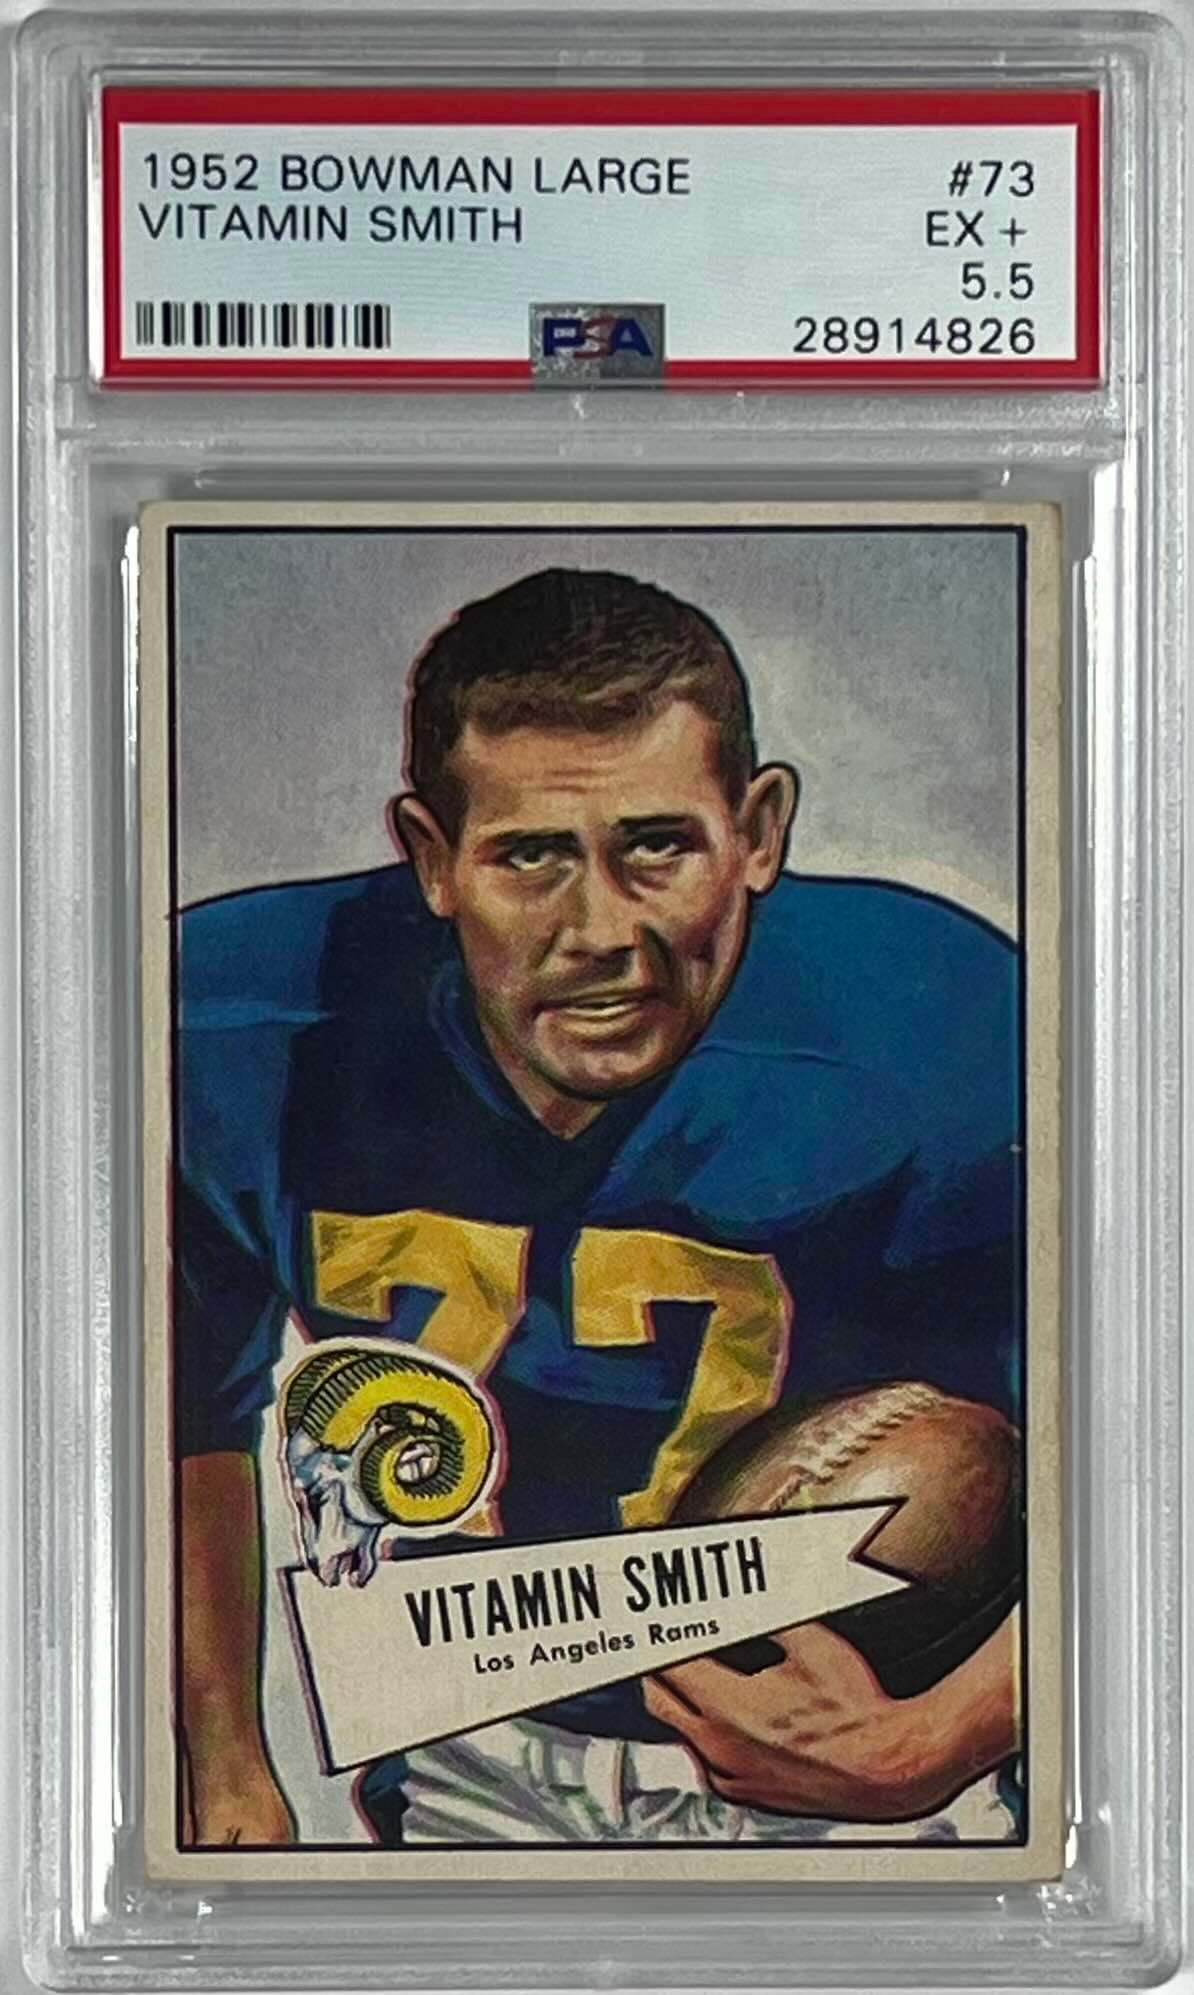 1952 BOWMAN LARGE #73
VITAMIN SMITH EX +
5.5
PSA 28914826
77
VITAMIN SMITH
Los Angeles Rams